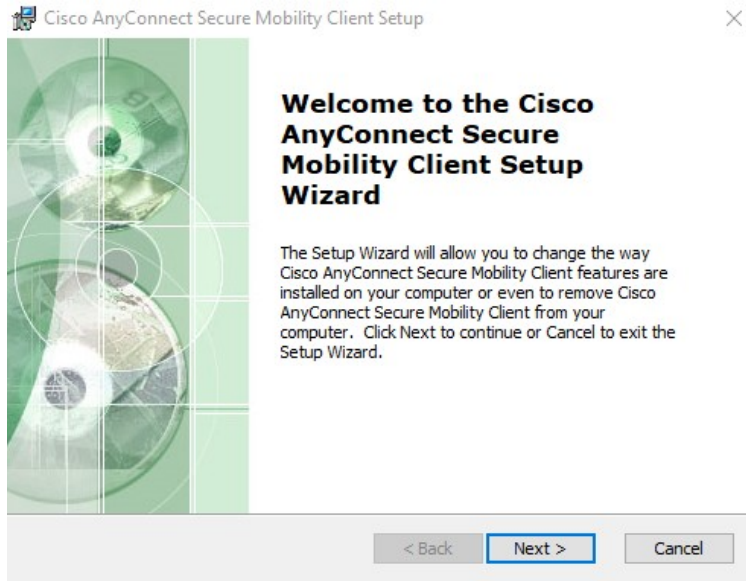 Cisco AnyConnect Secure Mobility Client Setup
Welcome to the Cisco
AnyConnect Secure
Mobility Client Setup
Wizard
The Setup Wizard will allow you to change the way
Cisco AnyConnect Secure Mobility Client features are
installed on your computer or even to remove Cisco
AnyConnect Secure Mobility Client from your
computer.  Click Next to continue or Cancel to exit the
Setup Wizard.
< Back
Next >
Cancel